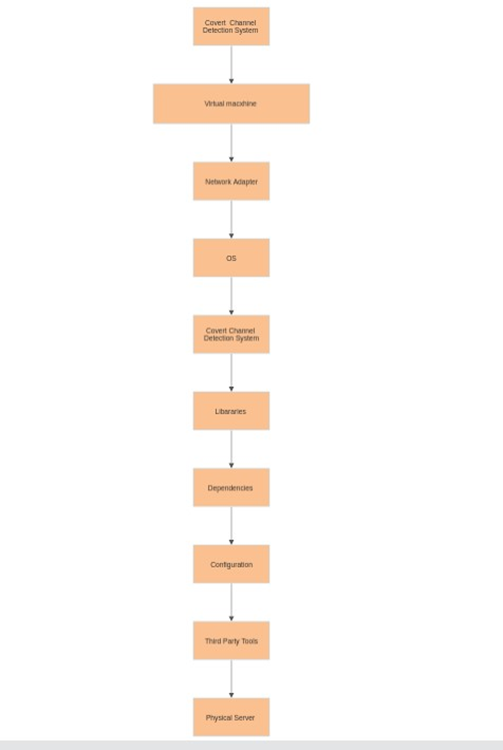 Covert Channel
Detection System
Virtual macxhine
Network Adapter
OS
Covert Channel
Detection System
Libararies
Dependencies
Configuration
Third Party Tools
Physical Server